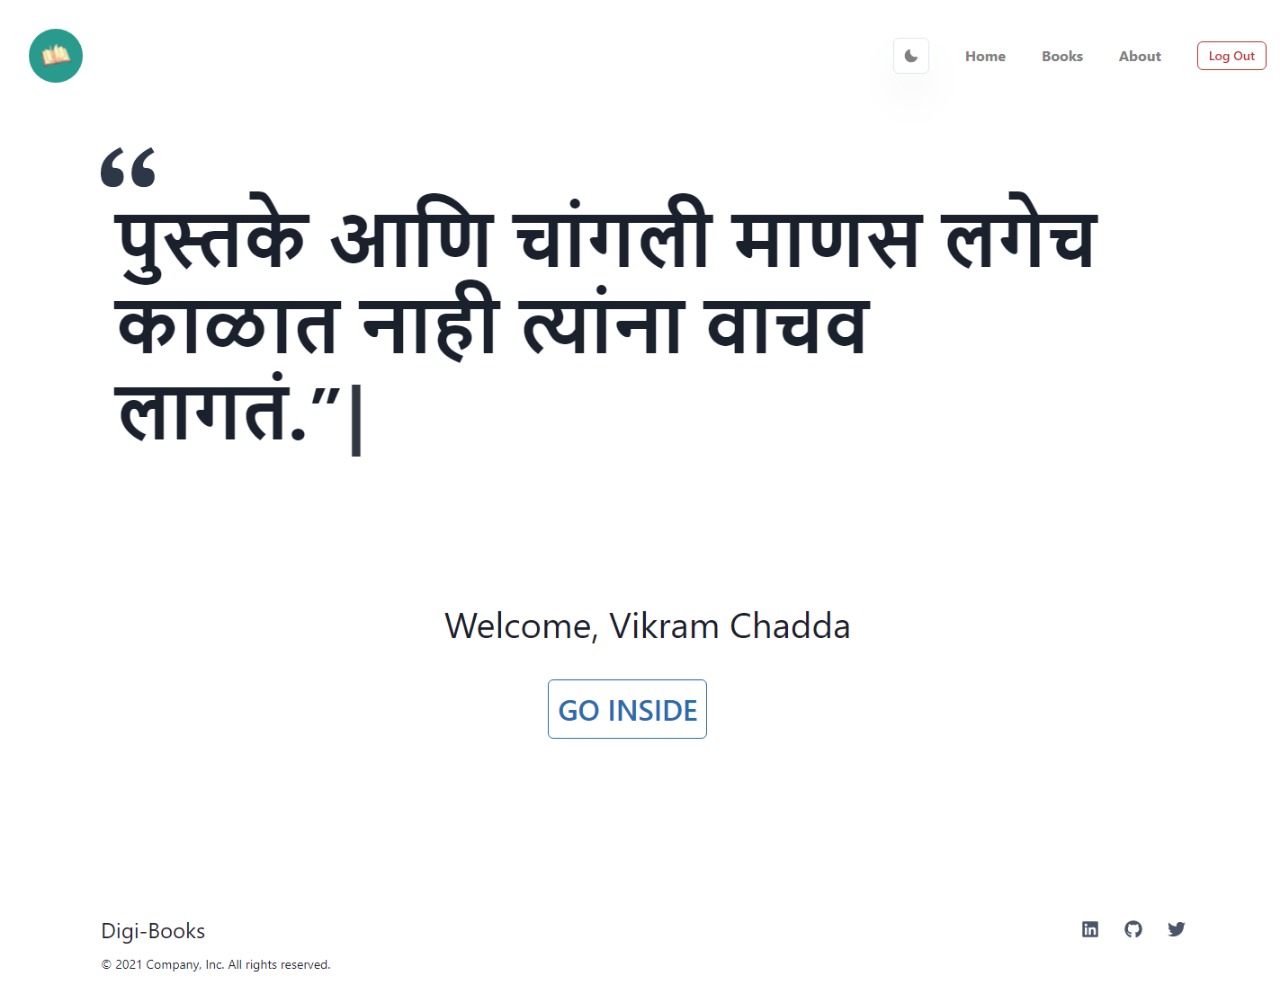 Home Books About Log Out
“
पुस्तके आणि चांगली माणस लगेच
काळात नाही त्यांना वाचव
लागतं.”|
Welcome, Vikram Chadda
GO INSIDE
Digi-Books
© 2021 Company, Inc. All rights reserved.